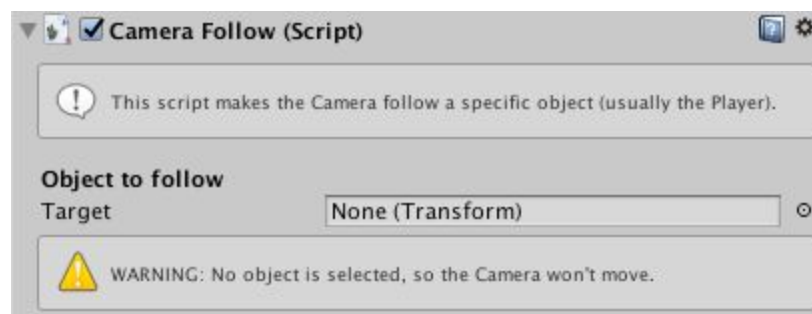 Camera Follow (Script)
This script makes the Camera follow a specific object (usually the Player).
Object to follow
Target None (Transform)
WARNING: No object is selected, so the Camera won't move.